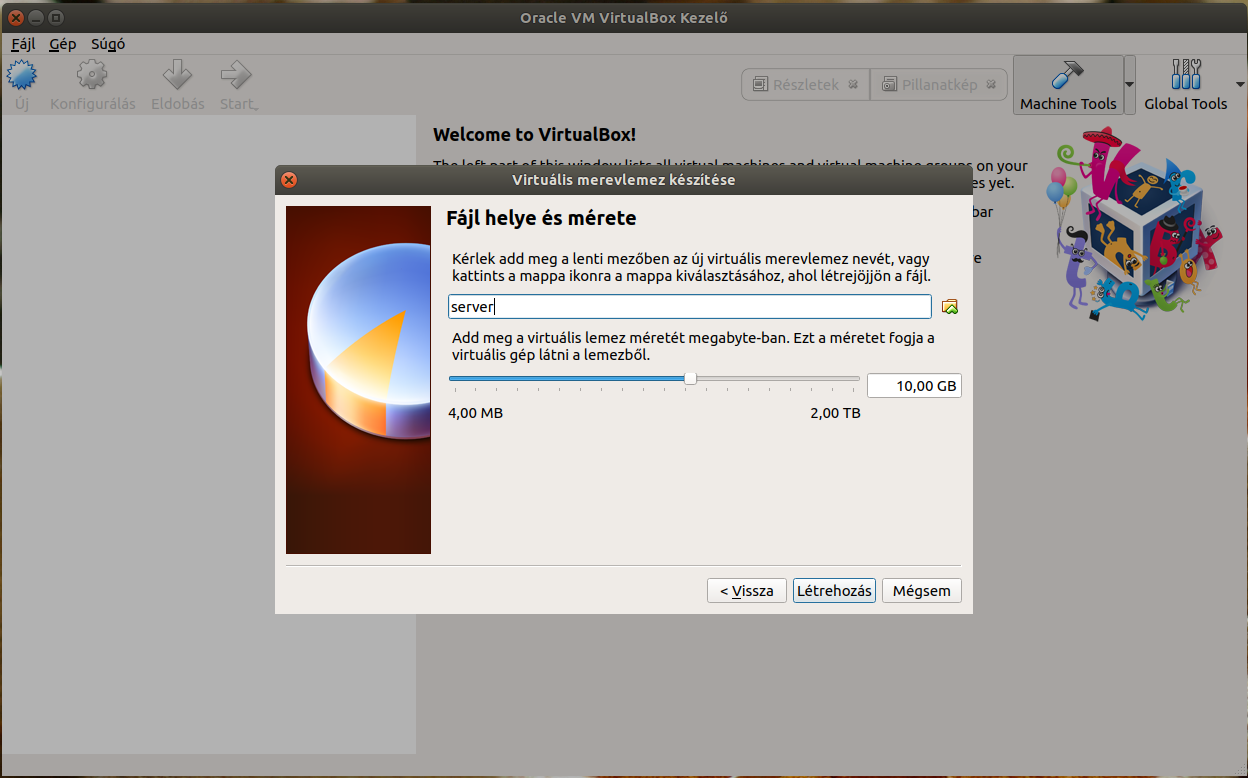 Oracle VM VirtualBox Kezelő
Fájl Gép Súgó
Új Konfigurálás Eldobás Start
Részletek Pillanatkép
Machine Tools Global Tools
Welcome to VirtualBox!
The left part of this window lists all virtual machines and virtual machine groups on your
es yet.
bar
e
Virtuális merevlemez készítése
Fájl helye és mérete
Kérlek add meg a lenti mezőben az új virtuális merevlemez nevét, vagy
kattints a mappa ikonra a mappa kiválasztásához, ahol létrejöjjön a fájl.
server
Add meg a virtuális lemez méretét megabyte-ban. Ezt a méretet fogja a
virtuális gép látni a lemezből.
10,00 GB
4,00 MB 2,00 TB
< Vissza Létrehozás Mégsem